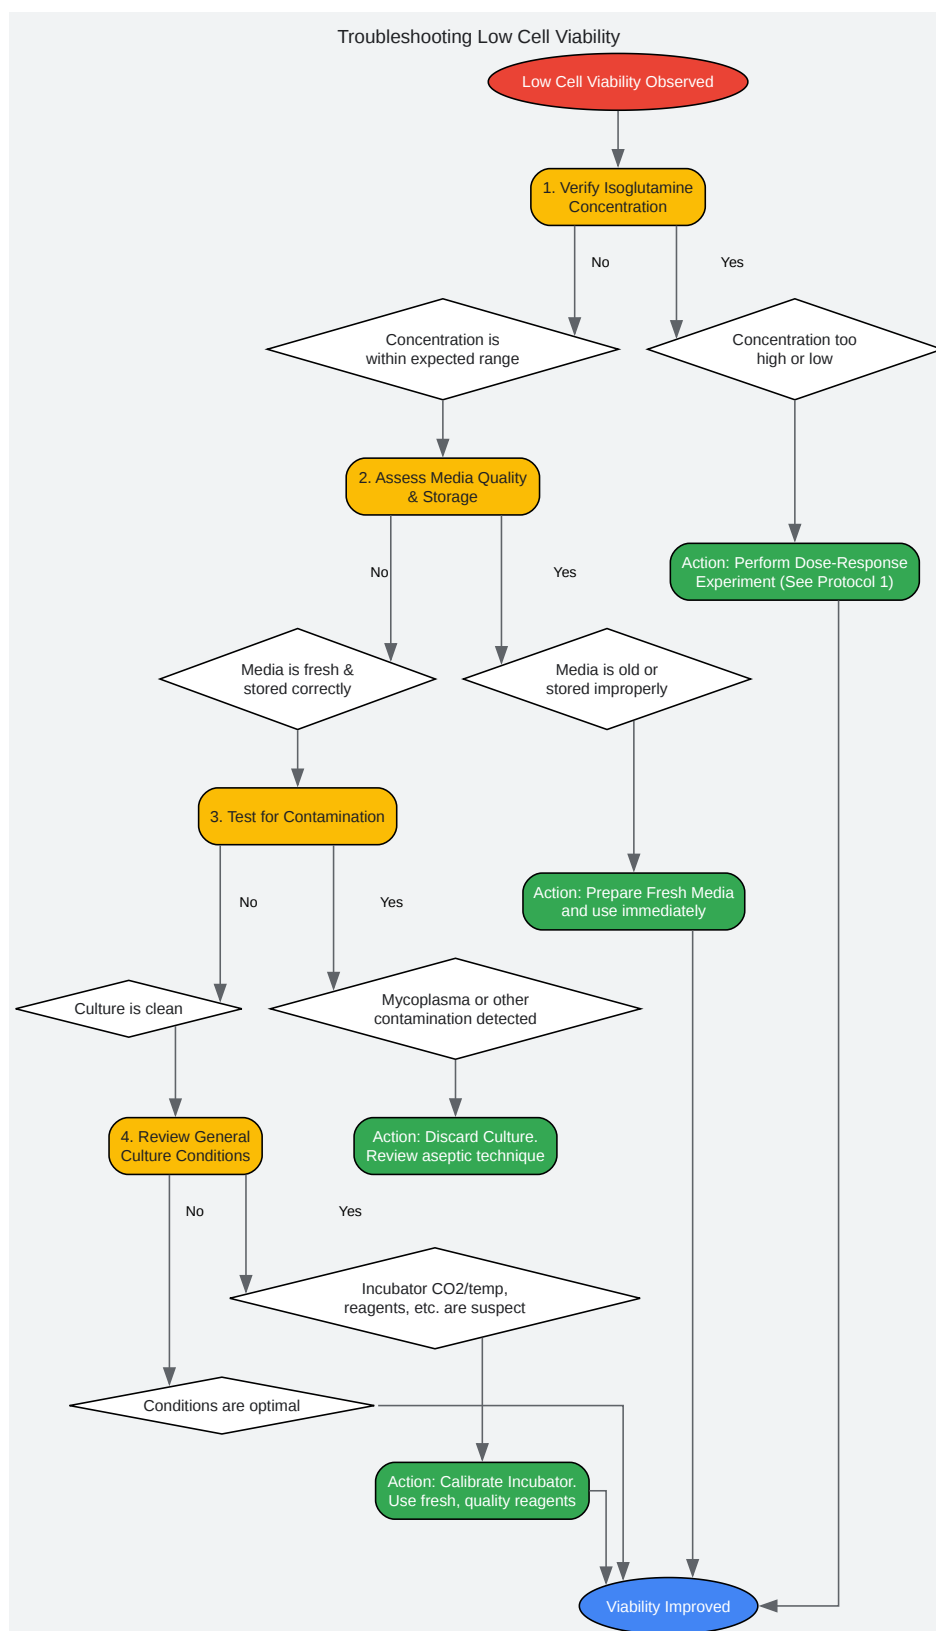 Troubleshooting Low Cell Viability
Low Cell Viability Observed
1. Verify Isoglutamine
Concentration
No
Yes
Concentration is
within expected range
Concentration too
high or low
2. Assess Media Quality
& Storage
Action: Perform Dose-Response
Experiment (See Protocol 1)
No
Yes
Media is fresh &
stored correctly
Media is old or
stored improperly
3. Test for Contamination
Action: Prepare Fresh Media
and use immediately
No
Yes
Culture is clean
Mycoplasma or other
contamination detected
4. Review General
Culture Conditions
Action: Discard Culture.
Review aseptic technique
No
Yes
Incubator CO2/temp,
reagents, etc. are suspect
Conditions are optimal
Action: Calibrate Incubator.
Use fresh, quality reagents
Viability Improved